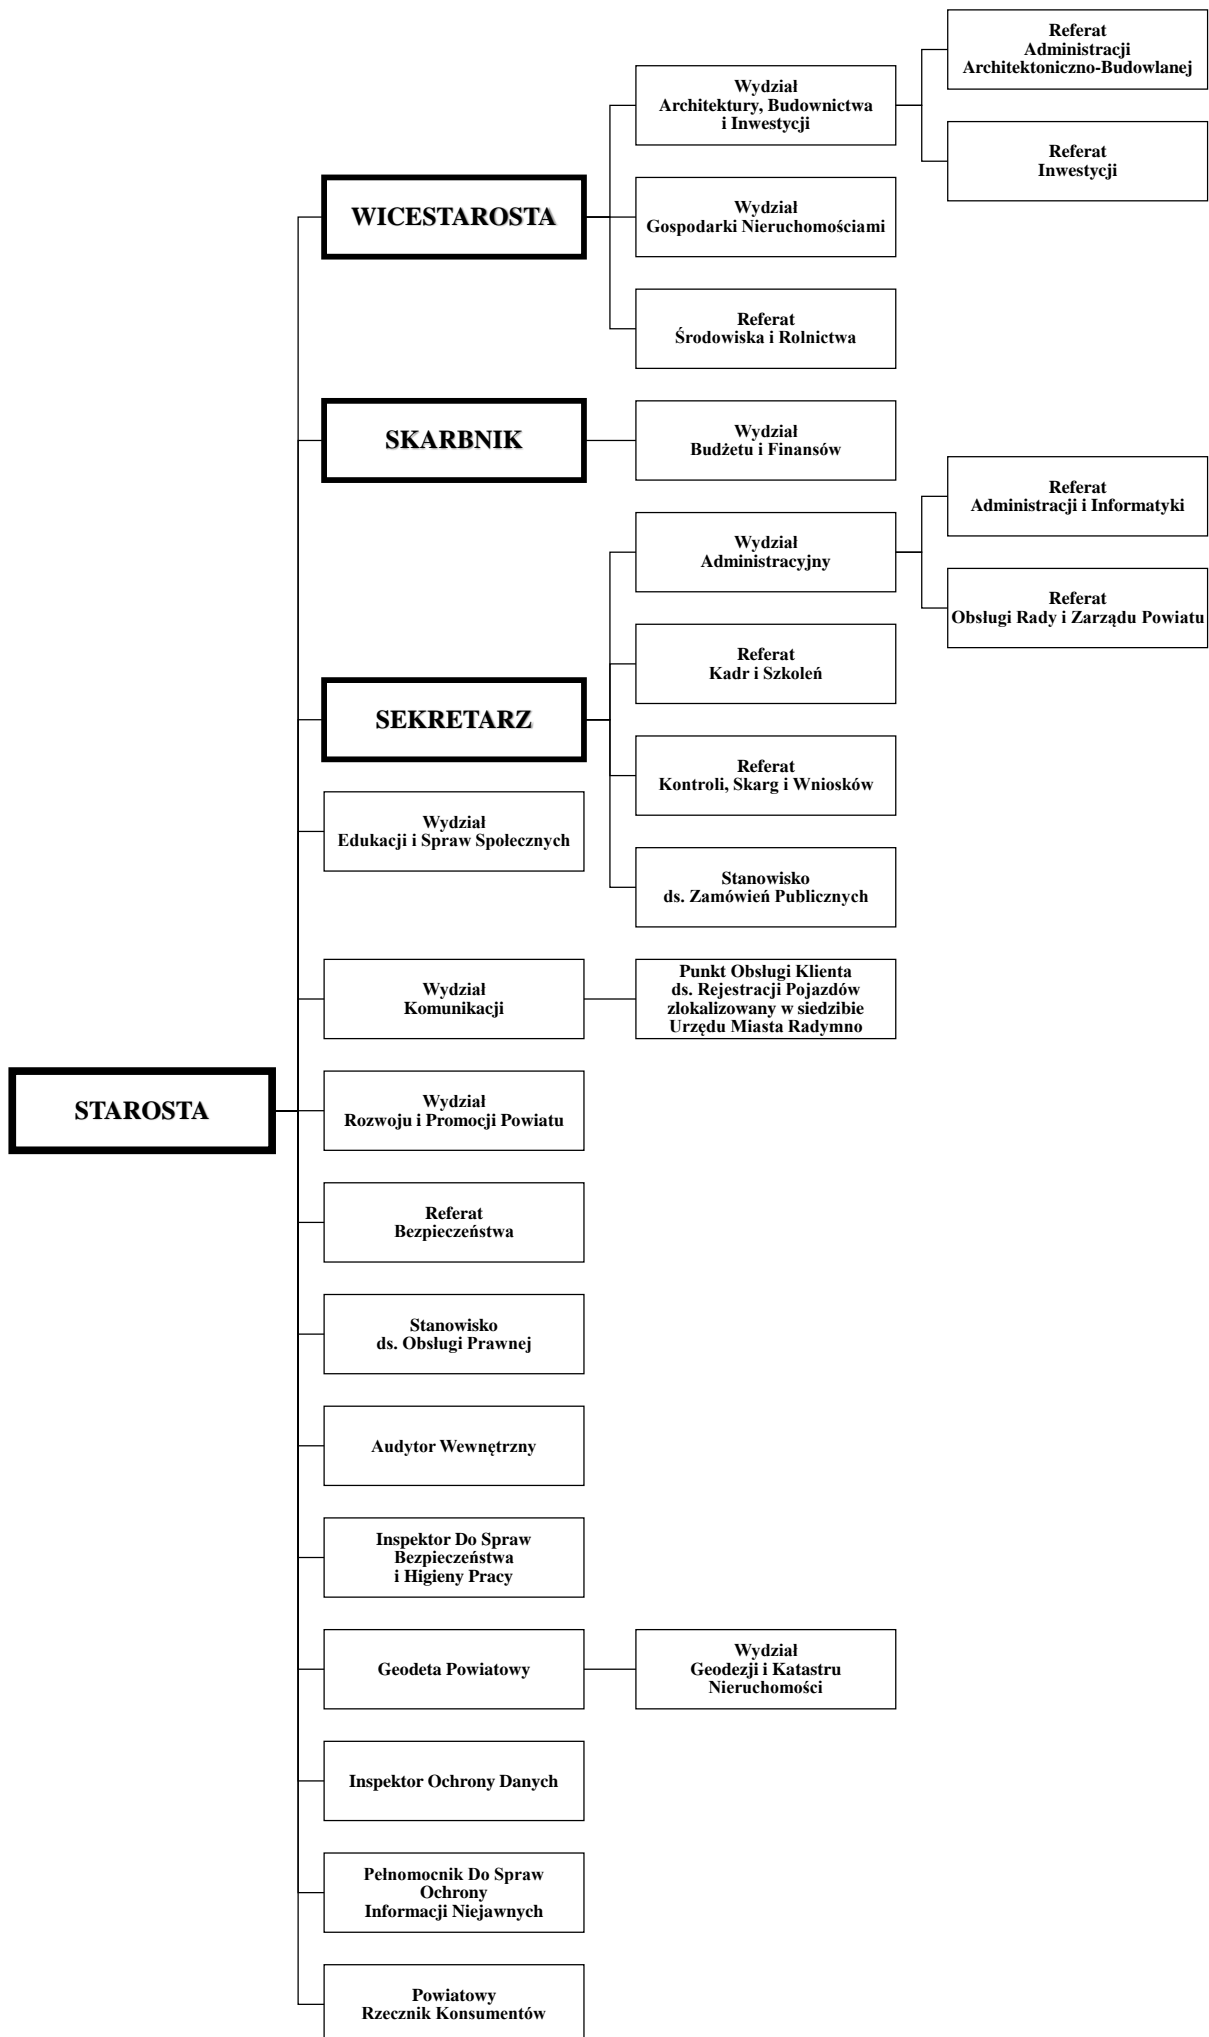 Referat
Administracji
Architektoniczno-Budowlanej
Wydział
Architektury, Budownictwa
i Inwestycji
Referat
Inwestycji
WICESTAROSTA
Wydział
Gospodarki Nieruchomościami
Referat
Środowiska i Rolnictwa
SKARBNIK
Wydział
Budżetu i Finansów
Referat
Administracji i Informatyki
Wydział
Administracyjny
Referat
Obsługi Rady i Zarządu Powiatu
Referat
Kadr i Szkoleń
SEKRETARZ
Referat
Kontroli, Skarg i Wniosków
Wydział
Edukacji i Spraw Społecznych
Stanowisko
ds. Zamówień Publicznych
Wydział
Komunikacji
Punkt Obsługi Klienta
ds. Rejestracji Pojazdów
zlokalizowany w siedzibie
Urzędu Miasta Radymno
STAROSTA
Wydział
Rozwoju i Promocji Powiatu
Referat
Bezpieczeństwa
Stanowisko
ds. Obsługi Prawnej
Audytor Wewnętrzny
Inspektor Do Spraw
Bezpieczeństwa
i Higieny Pracy
Geodeta Powiatowy
Wydział
Geodezji i Katastru
Nieruchomości
Inspektor Ochrony Danych
Pełnomocnik Do Spraw
Ochrony
Informacji Niejawnych
Powiatowy
Rzecznik Konsumentów